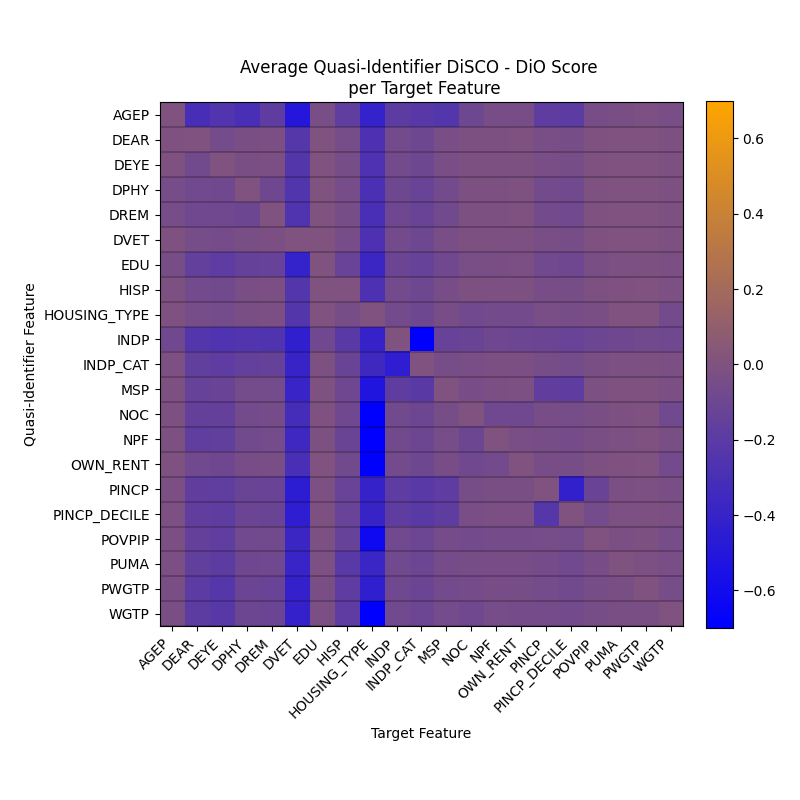 Average Quasi-Identifier DiSCO - DiO Score
per Target Feature
Quasi-Identifier Feature
AGEP
DEAR
DEYE
DPHY
DREM
DVET
EDU
HISP
HOUSING_TYPE
INDP
INDP_CAT
MSP
NOC
NPF
OWN_RENT
PINCP
PINCP_DECILE
POVPIP
PUMA
PWGTP
WGTP
AGEP
DEAR
DEYE
DPHY
DREM
DVET
EDU
HISP
HOUSING_TYPE
INDP
INDP_CAT
MSP
NOC
NPF
OWN_RENT
PINCP
PINCP_DECILE
POVPIP
PUMA
PWGTP
WGTP
Target Feature
0.6
0.4
0.2
0.0
−0.2
−0.4
−0.6